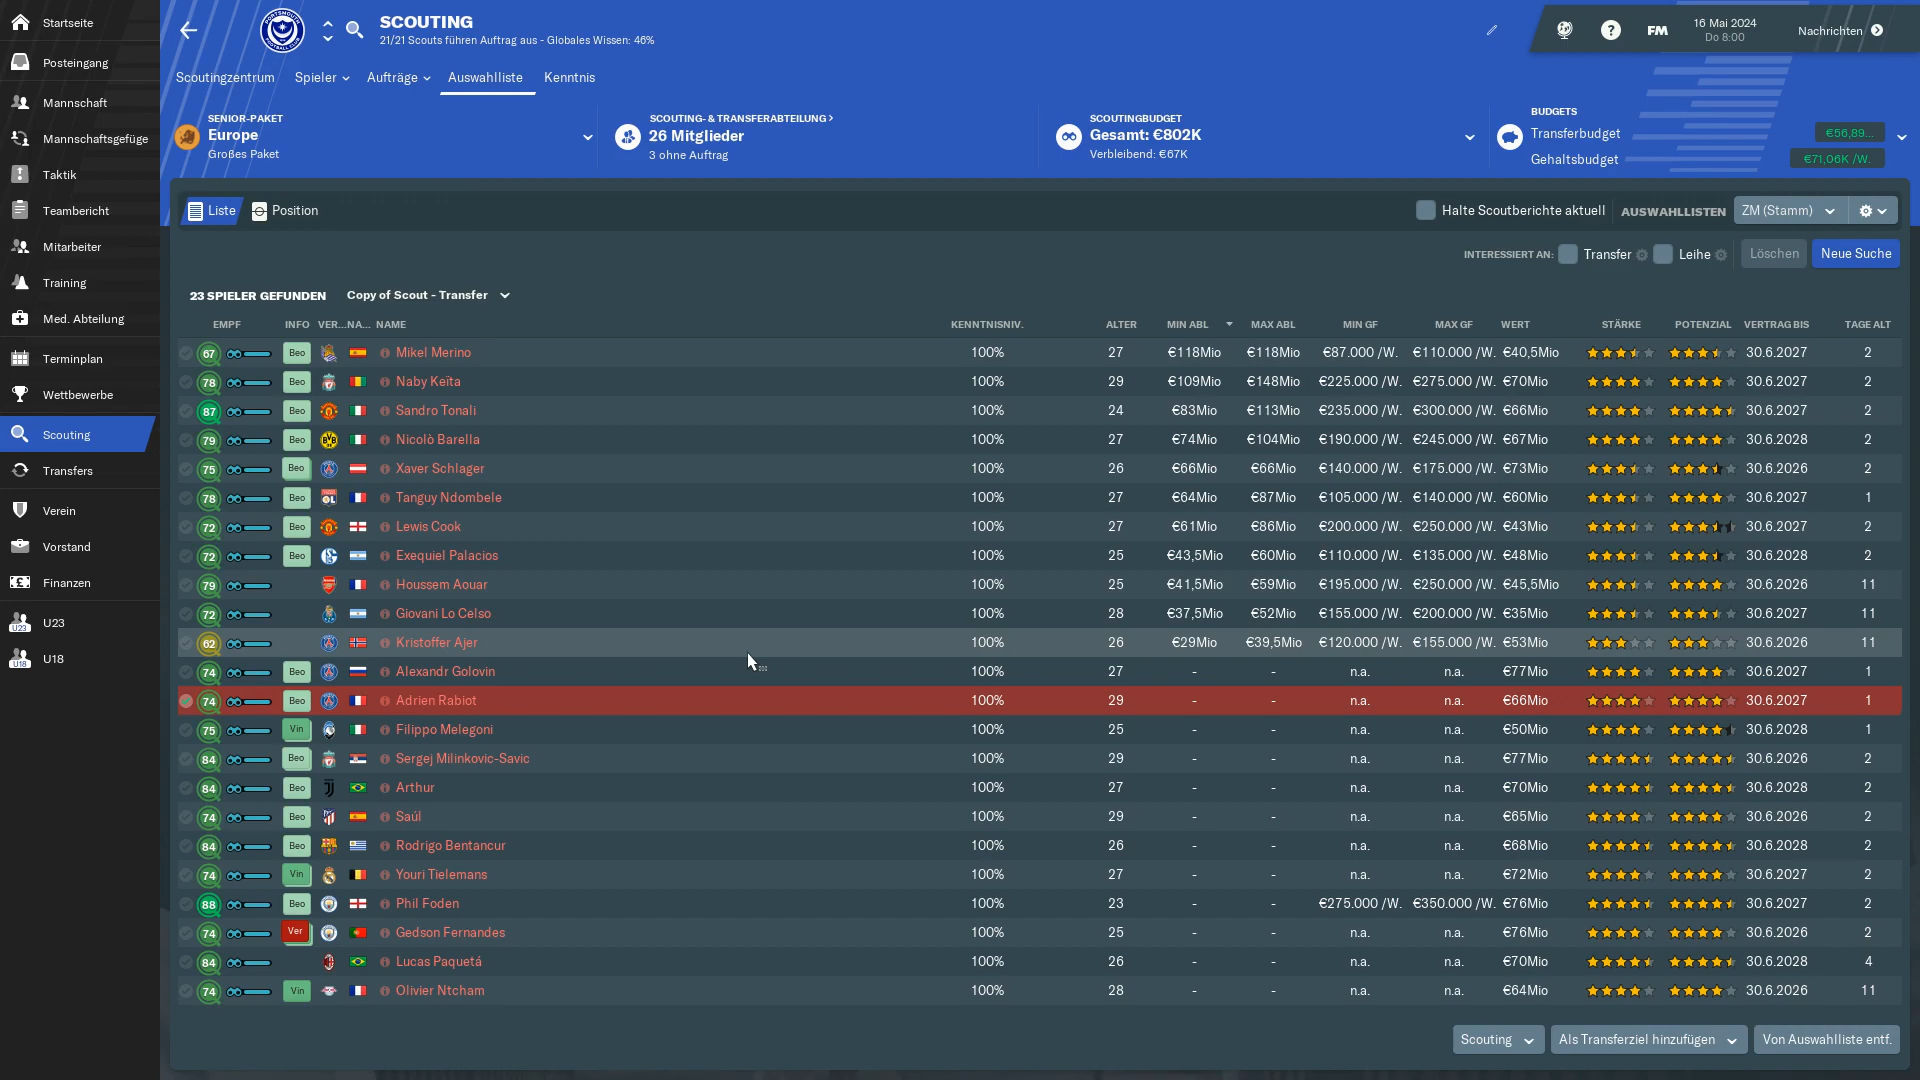 Startseite
Posteingang
Mannschaft
Mannschaftsgefüge
Taktik
Teambericht
Mitarbeiter
Training
Med. Abteilung
Terminplan
Wettbewerbe
Scouting
Transfers
Verein
Vorstand
Finanzen
U23 U23
U18 U18
SCOUTING
21/21 Scouts führen Auftrag aus - Globales Wissen: 46%
? FM 16 Mai 2024 Do 8:00 Nachrichten
Scoutingzentrum Spieler Aufträge Auswahlliste Kenntnis
SENIOR-PAKET
Europe
Großes Paket
SCOUTING- & TRANSFERABTEILUNG >
26 Mitglieder
3 ohne Auftrag
SCOUTINGBUDGET
Gesamt: €802K
Verbleibend: €67K
BUDGETS
Transferbudget €56,89...
Gehaltsbudget €71,06K /W.
Liste Position Halte Scoutberichte aktuell AUSWAHLLISTEN ZM (Stamm)
INTERESSIERT AN: Transfer Leihe Löschen Neue Suche
23 SPIELER GEFUNDEN Copy of Scout - Transfer
EMPF INFO VER... NA... NAME KENNTNISNIV. ALTER MIN ABL MAX ABL MIN GF MAX GF WERT STÄRKE POTENZIAL VERTRAG BIS TAGE ALT
67 Beo Mikel Merino 100% 27 €118Mio €118Mio €87.000 /W. €110.000 /W. €40,5Mio 30.6.2027 2
78 Beo Naby Keïta 100% 29 €109Mio €148Mio €225.000 /W. €275.000 /W. €70Mio 30.6.2027 2
87 Beo Sandro Tonali 100% 24 €83Mio €113Mio €235.000 /W. €300.000 /W. €66Mio 30.6.2027 2
79 Beo Nicolò Barella 100% 27 €74Mio €104Mio €190.000 /W. €245.000 /W. €67Mio 30.6.2028 2
75 Beo Xaver Schlager 100% 26 €66Mio €66Mio €140.000 /W. €175.000 /W. €73Mio 30.6.2026 2
78 Beo Tanguy Ndombele 100% 27 €64Mio €87Mio €105.000 /W. €140.000 /W. €60Mio 30.6.2027 1
72 Beo Lewis Cook 100% 27 €61Mio €86Mio €200.000 /W. €250.000 /W. €43Mio 30.6.2027 2
72 Beo Exequiel Palacios 100% 25 €43,5Mio €60Mio €110.000 /W. €135.000 /W. €48Mio 30.6.2028 2
79 Houssem Aouar 100% 25 €41,5Mio €59Mio €195.000 /W. €250.000 /W. €45,5Mio 30.6.2026 11
72 Giovani Lo Celso 100% 28 €37,5Mio €52Mio €155.000 /W. €200.000 /W. €35Mio 30.6.2027 11
62 Kristoffer Ajer 100% 26 €29Mio €39,5Mio €120.000 /W. €155.000 /W. €53Mio 30.6.2026 11
74 Beo Alexandr Golovin 100% 27 - - n.a. n.a. €77Mio 30.6.2027 1
74 Beo Adrien Rabiot 100% 29 - - n.a. n.a. €66Mio 30.6.2027 1
75 Vin Filippo Melegoni 100% 25 - - n.a. n.a. €50Mio 30.6.2028 1
84 Beo Sergej Milinkovic-Savic 100% 29 - - n.a. n.a. €77Mio 30.6.2026 2
84 Beo Arthur 100% 27 - - n.a. n.a. €70Mio 30.6.2028 2
74 Beo Saúl 100% 29 - - n.a. n.a. €65Mio 30.6.2026 2
84 Beo Rodrigo Bentancur 100% 26 - - n.a. n.a. €68Mio 30.6.2028 2
74 Vin Youri Tielemans 100% 27 - - n.a. n.a. €72Mio 30.6.2027 2
88 Beo Phil Foden 100% 23 - - €275.000 /W. €350.000 /W. €76Mio 30.6.2027 2
74 Ver Gedson Fernandes 100% 25 - - n.a. n.a. €76Mio 30.6.2026 2
84 Lucas Paquetá 100% 26 - - n.a. n.a. €70Mio 30.6.2028 4
74 Vin Olivier Ntcham 100% 28 - - n.a. n.a. €64Mio 30.6.2026 11
Scouting Als Transferziel hinzufügen Von Auswahlliste entf.